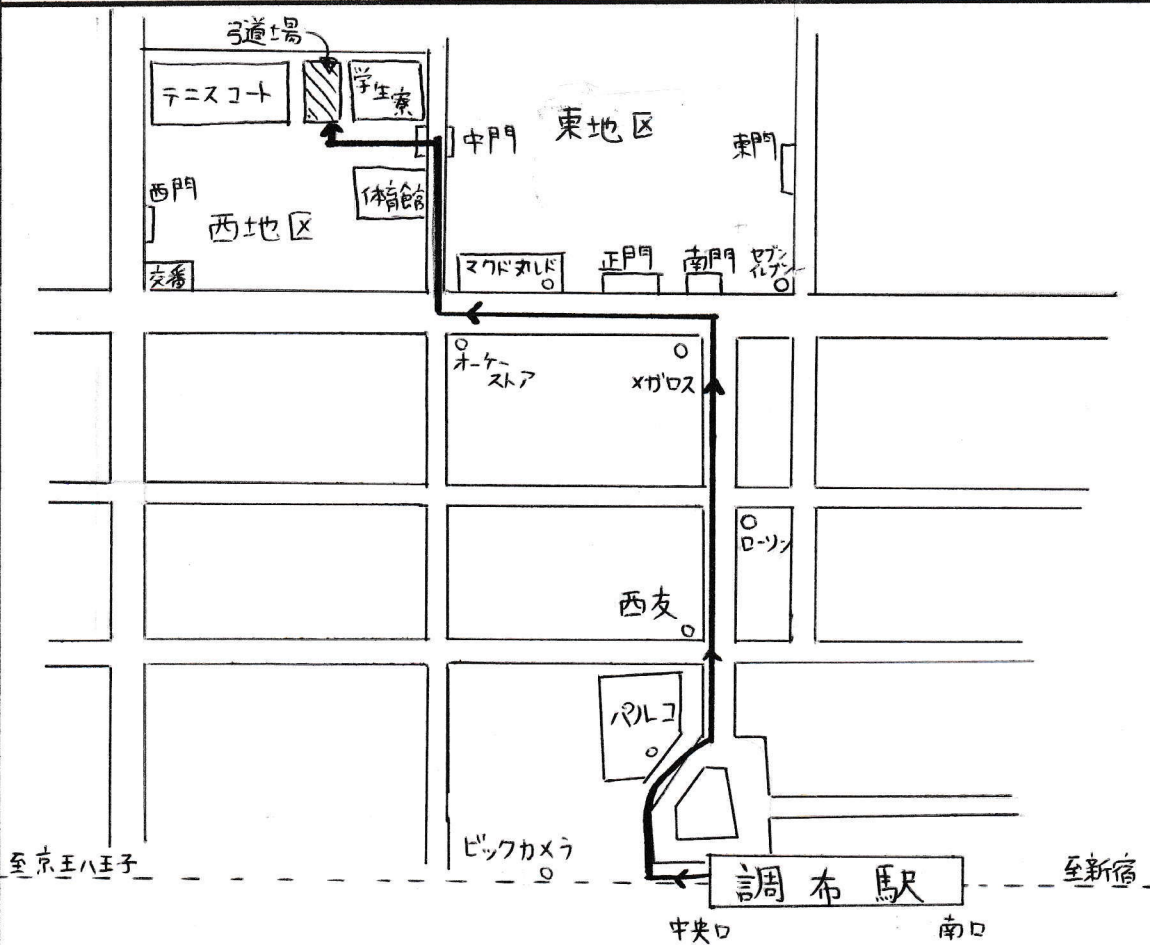 弓道場
テニスコート
学生寮
中門
東地区
東門
西門
体育館
西地区
交番
マクドナルド
正門
南門
セブン
イレブン
オーケー
ストア
メガロス
ローソン
西友
パルコ
ビックカメラ
至京王八王子
調布駅
至新宿
中央口
南口